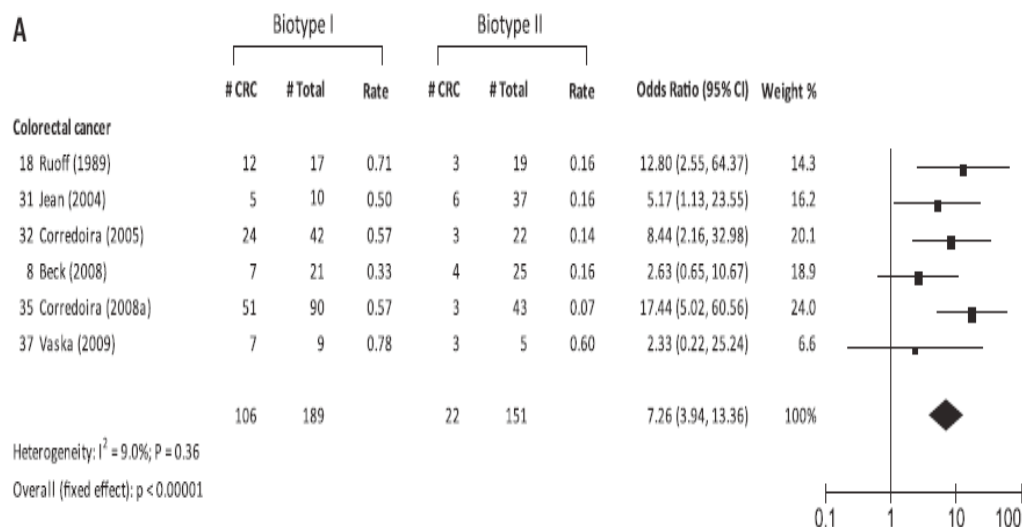 A
Biotype I Biotype II
# CRC # Total Rate # CRC # Total Rate Odds Ratio (95% CI) Weight %
Colorectal cancer
18 Ruoff (1989) 12 17 0.71 3 19 0.16 12.80 (2.55, 64.37) 14.3
31 Jean (2004) 5 10 0.50 6 37 0.16 5.17 (1.13, 23.55) 16.2
32 Corredoira (2005) 24 42 0.57 3 22 0.14 8.44 (2.16, 32.98) 20.1
8 Beck (2008) 7 21 0.33 4 25 0.16 2.63 (0.65, 10.67) 18.9
35 Corredoira (2008a) 51 90 0.57 3 43 0.07 17.44 (5.02, 60.56) 24.0
37 Vaska (2009) 7 9 0.78 3 5 0.60 2.33 (0.22, 25.24) 6.6
106 189 22 151 7.26 (3.94, 13.36) 100%
Heterogeneity: I² = 9.0%; P = 0.36
Overall (fixed effect): p < 0.00001
0.1 1 10 100